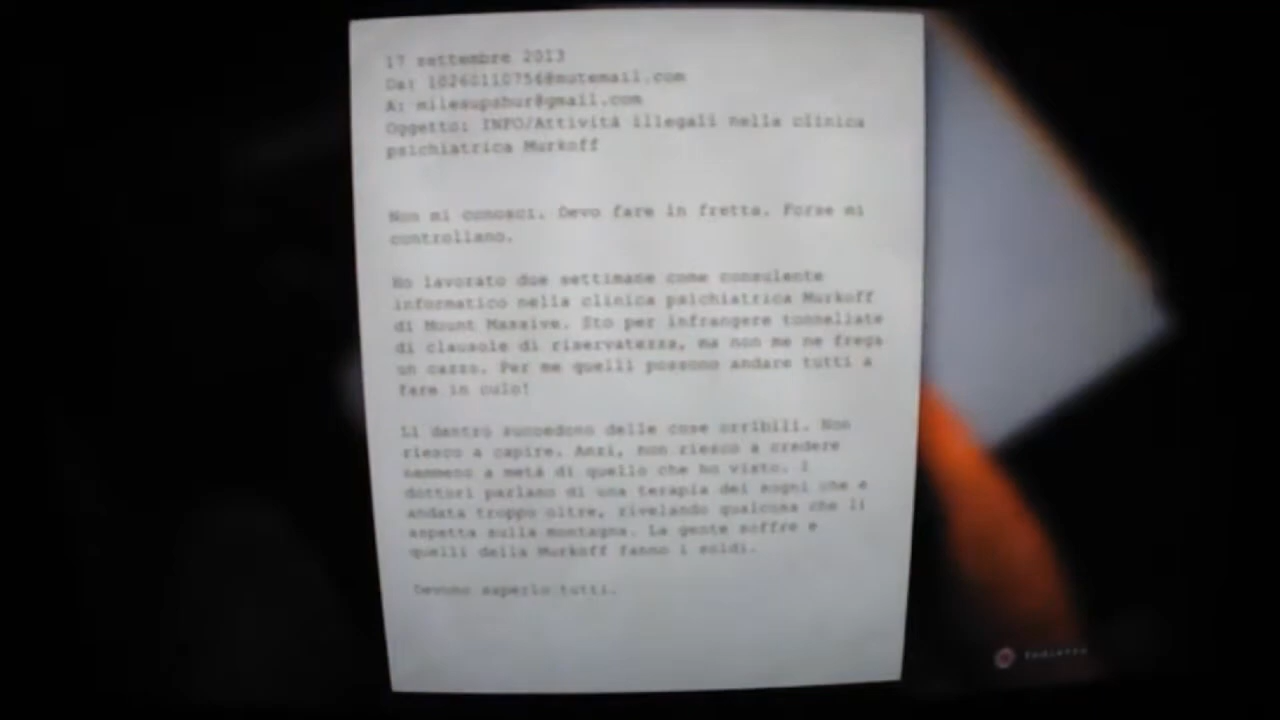 17 settembre 2013
Da: 10260110756@mutemail.com
A: milesupshur@gmail.com
Oggetto: INFO/Attività illegali nella clinica
psichiatrica Murkoff
Non mi conosci. Devo fare in fretta. Forse mi
controllano.
Ho lavorato due settimane come consulente
informatico nella clinica psichiatrica Murkoff
di Mount Massive. Sto per infrangere tonnellate
di clausole di riservatezza, ma non me ne frega
un cazzo. Per me quelli possono andare tutti a
fare in culo!
Lì dentro succedono delle cose orribili. Non
riesco a capire. Anzi, non riesco a credere
nemmeno a metà di quello che ho visto. I
dottori parlano di una terapia dei sogni che è
andata troppo oltre, rivelando qualcosa che li
aspetta sulla montagna. La gente soffre e
quelli della Murkoff fanno i soldi.
Devono saperlo tutti.